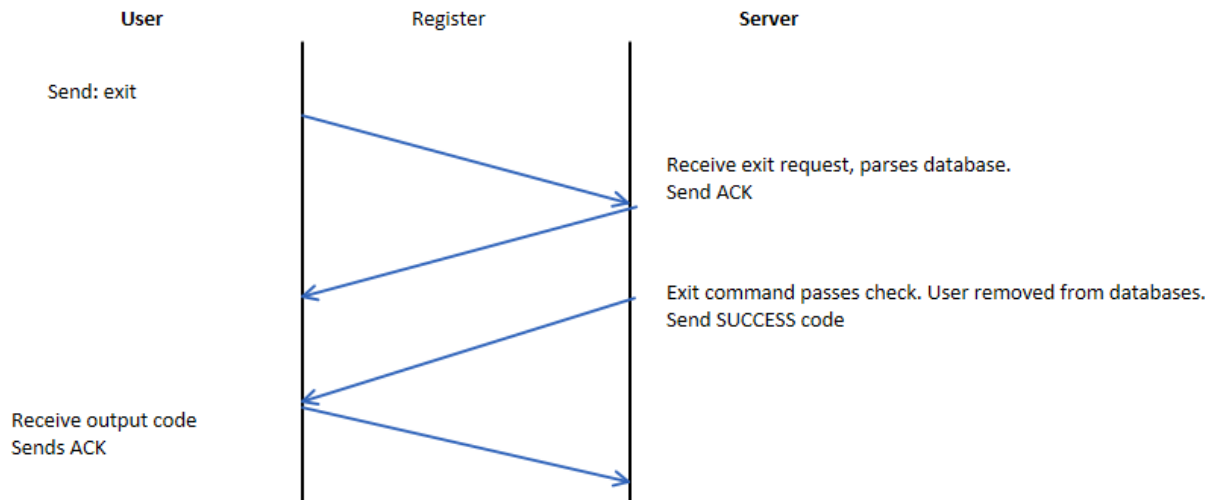 User Register Server
Send: exit
Receive exit request, parses database.
Send ACK
Exit command passes check. User removed from databases.
Send SUCCESS code
Receive output code
Sends ACK